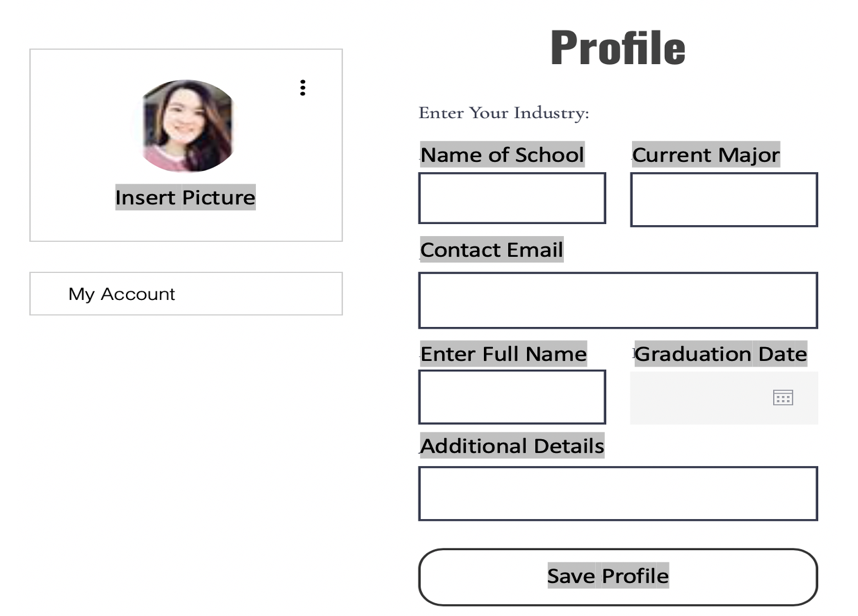 Profile
Insert Picture
My Account
Enter Your Industry:
Name of School Current Major
Contact Email
Enter Full Name Graduation Date
Additional Details
Save Profile